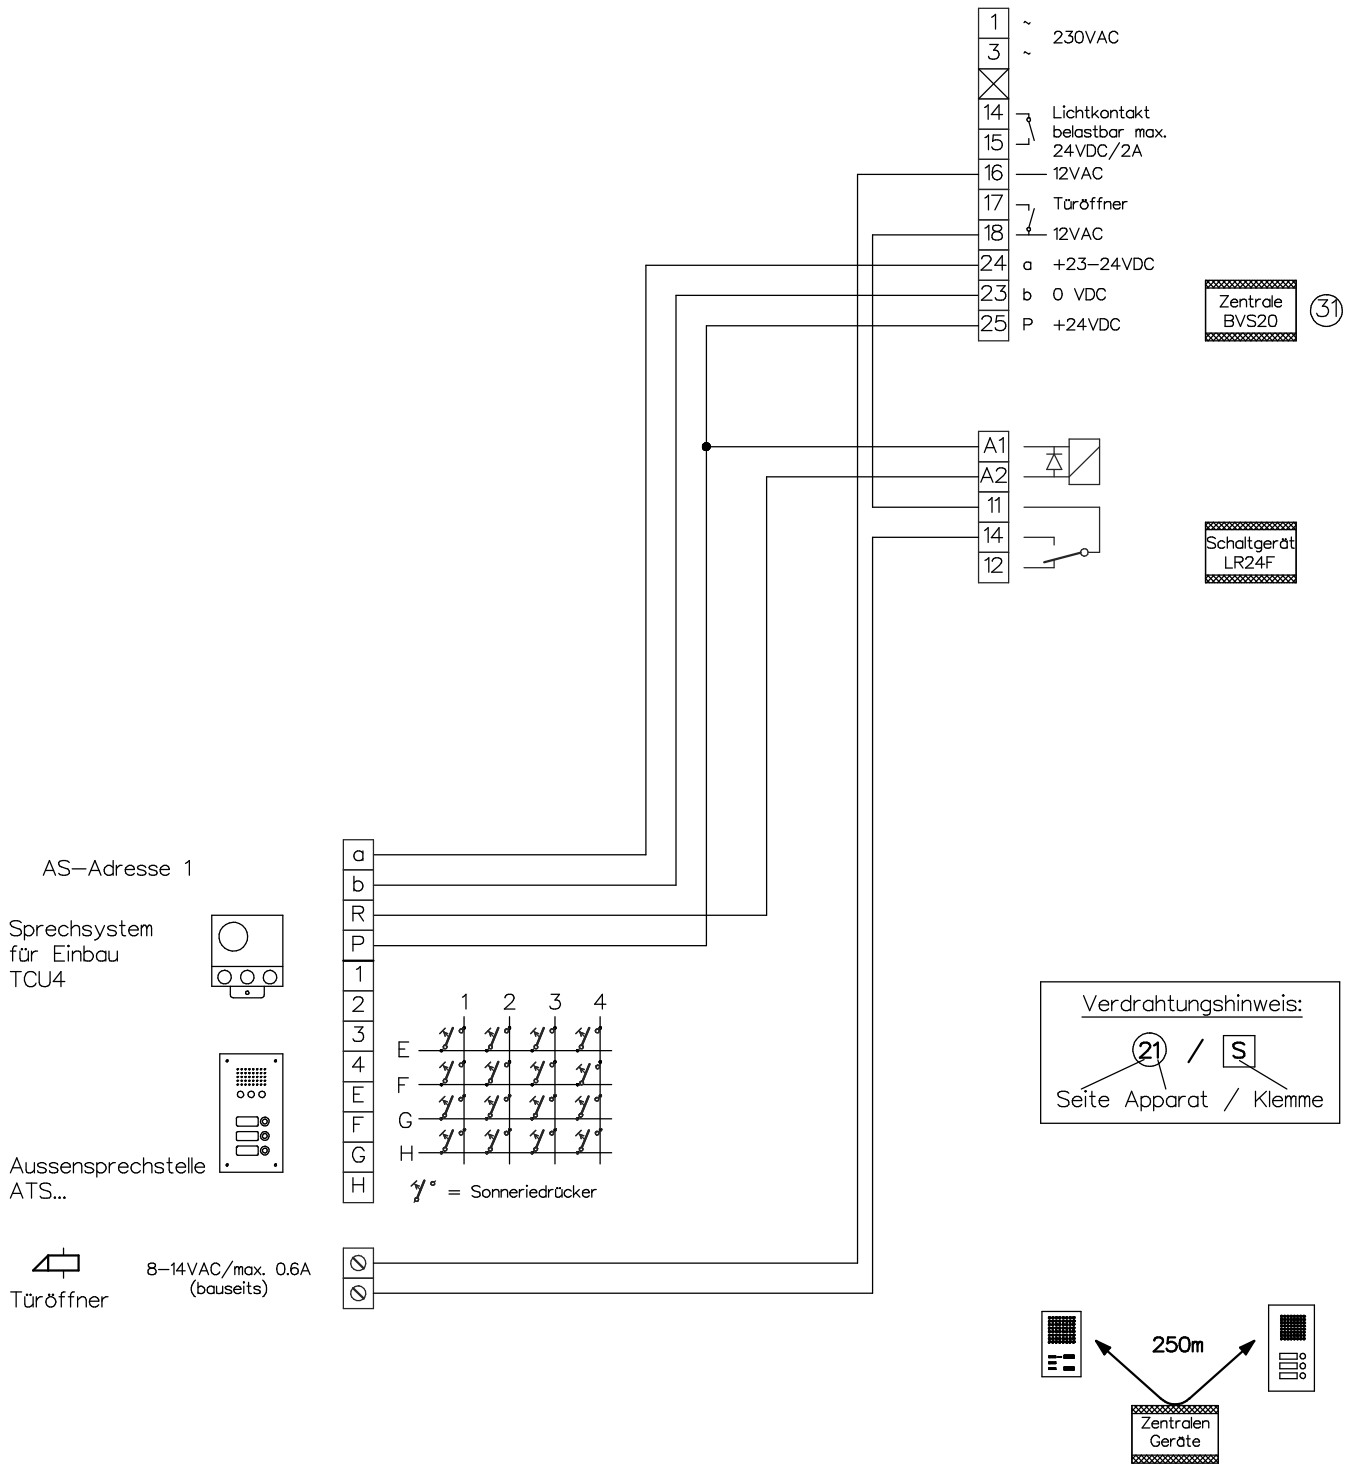 1 ~
230VAC
3 ~
14 Lichtkontakt
belastbar max.
15
24VDC/2A
16 12VAC
17 Türöffner
18 12VAC
24 a +23-24VDC
23 b 0 VDC
25 P +24VDC
Zentrale
BVS20
31
A1
A2
11
14
12
Schaltgerät
LR24F
AS-Adresse 1
Sprechsystem
für Einbau
TCU4
Aussensprechstelle
ATS...
a
b
R
P
1
2
3
4
E
F
G
H
1 2 3 4
E
F
G
H
= Sonneriedrücker
Türöffner
8-14VAC/max. 0.6A
(bauseits)
Verdrahtungshinweis:
21 / S
Seite Apparat / Klemme
250m
Zentralen
Geräte